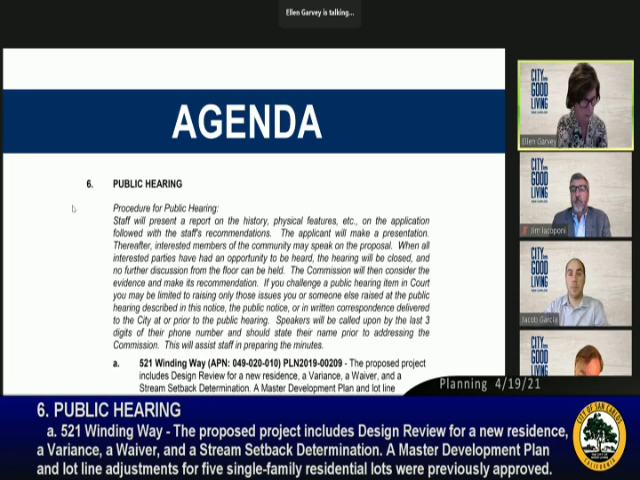 Ellen Garvey is talking...
AGENDA
6. PUBLIC HEARING
Procedure for Public Hearing:
Staff will present a report on the history, physical features, etc., on the application
followed with the staff's recommendations. The applicant will make a presentation.
Thereafter, interested members of the community may speak on the proposal. When all
interested parties have had an opportunity to be heard, the hearing will be closed, and
no further discussion from the floor can be held. The Commission will then consider the
evidence and make its recommendation. If you challenge a public hearing item in Court
you may be limited to raising only those issues you or someone else raised at the public
hearing described in this notice, the public notice, or in written correspondence delivered
to the City at or prior to the public hearing. Speakers will be called upon by the last 3
digits of their phone number and should state their name prior to addressing the
Commission. This will assist staff in preparing the minutes.
a. 521 Winding Way (APN: 049-020-010) PLN2019-00209 - The proposed project
includes Design Review for a new residence, a Variance, a Waiver, and a
Stream Setback Determination. A Master Development Plan and lot line
CITY
GOOD
LIVING
Ellen Garvey
CITY
GOOD
LIVING
Jim Iacoponi
CITY
GOOD
LIVING
Jacob Garcia
CITY
GOOD
LIVING
Planning 4/19/21
6. PUBLIC HEARING
a. 521 Winding Way - The proposed project includes Design Review for a new residence,
a Variance, a Waiver, and a Stream Setback Determination. A Master Development Plan
and lot line adjustments for five single-family residential lots were previously approved.
CITY OF SAN CARLOS
CALIFORNIA